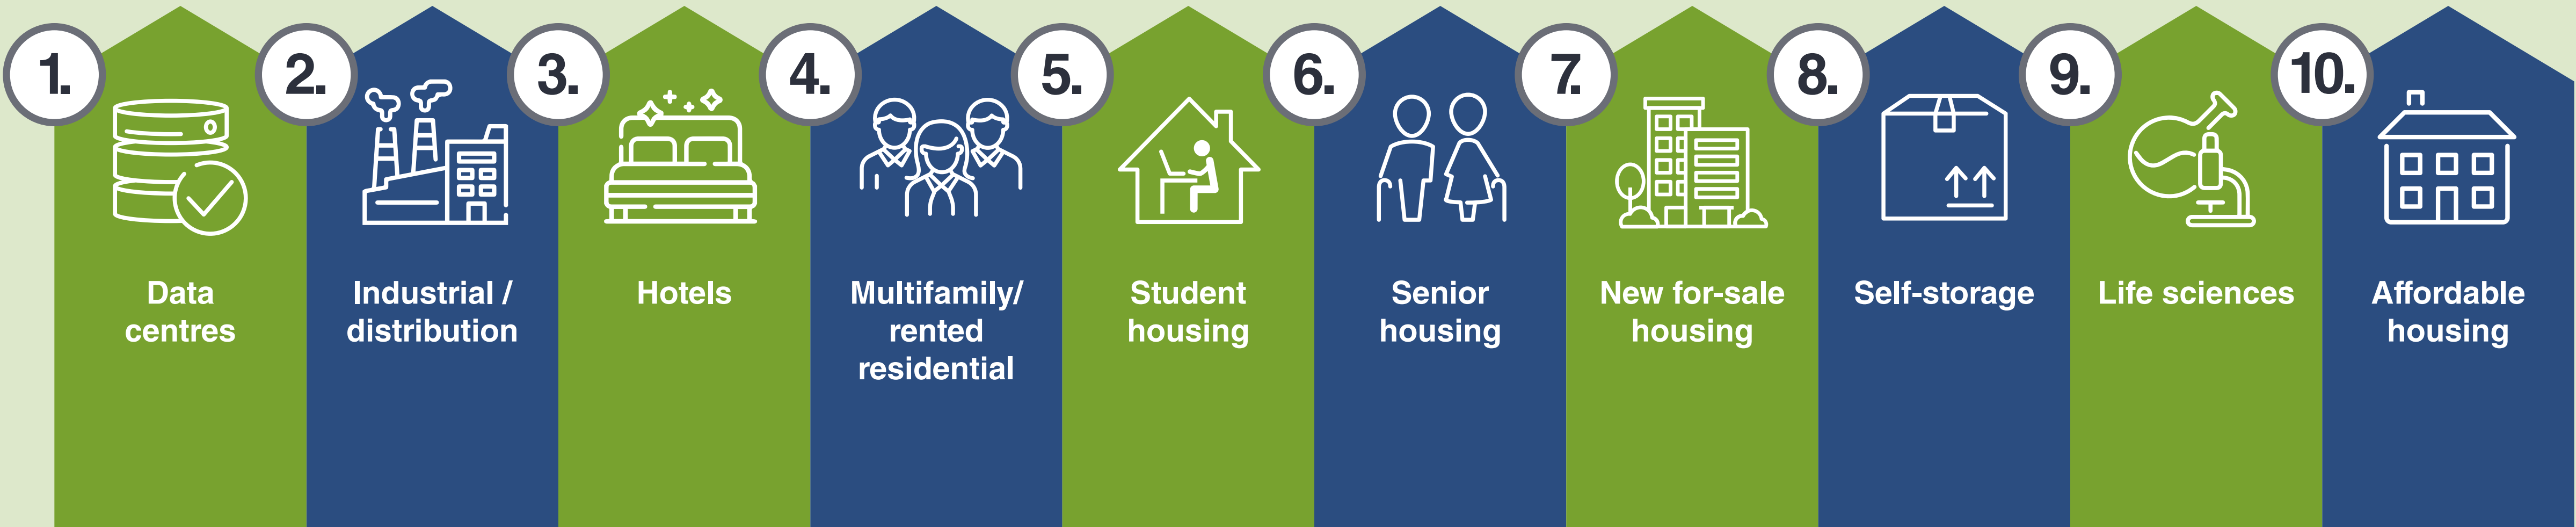 1.
Data
centres
2.
Industrial /
distribution
3.
Hotels
4.
Multifamily/
rented
residential
5.
Student
housing
6.
Senior
housing
7.
New for-sale
housing
8.
Self-storage
9.
Life sciences
10.
Affordable
housing